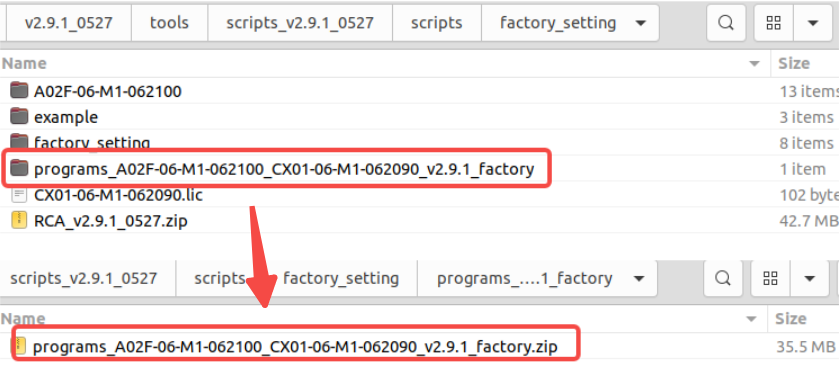 v2.9.1_0527 tools scripts_v2.9.1_0527 scripts factory_setting
Name Size
A02F-06-M1-062100 13 items
example 3 items
factory_setting 8 items
programs_A02F-06-M1-062100_CX01-06-M1-062090_v2.9.1_factory 1 item
CX01-06-M1-062090.lic 102 byte
RCA_v2.9.1_0527.zip 42.7 MB
scripts_v2.9.1_0527 scripts factory_setting programs_....1_factory
Name Size
programs_A02F-06-M1-062100_CX01-06-M1-062090_v2.9.1_factory.zip 35.5 MB